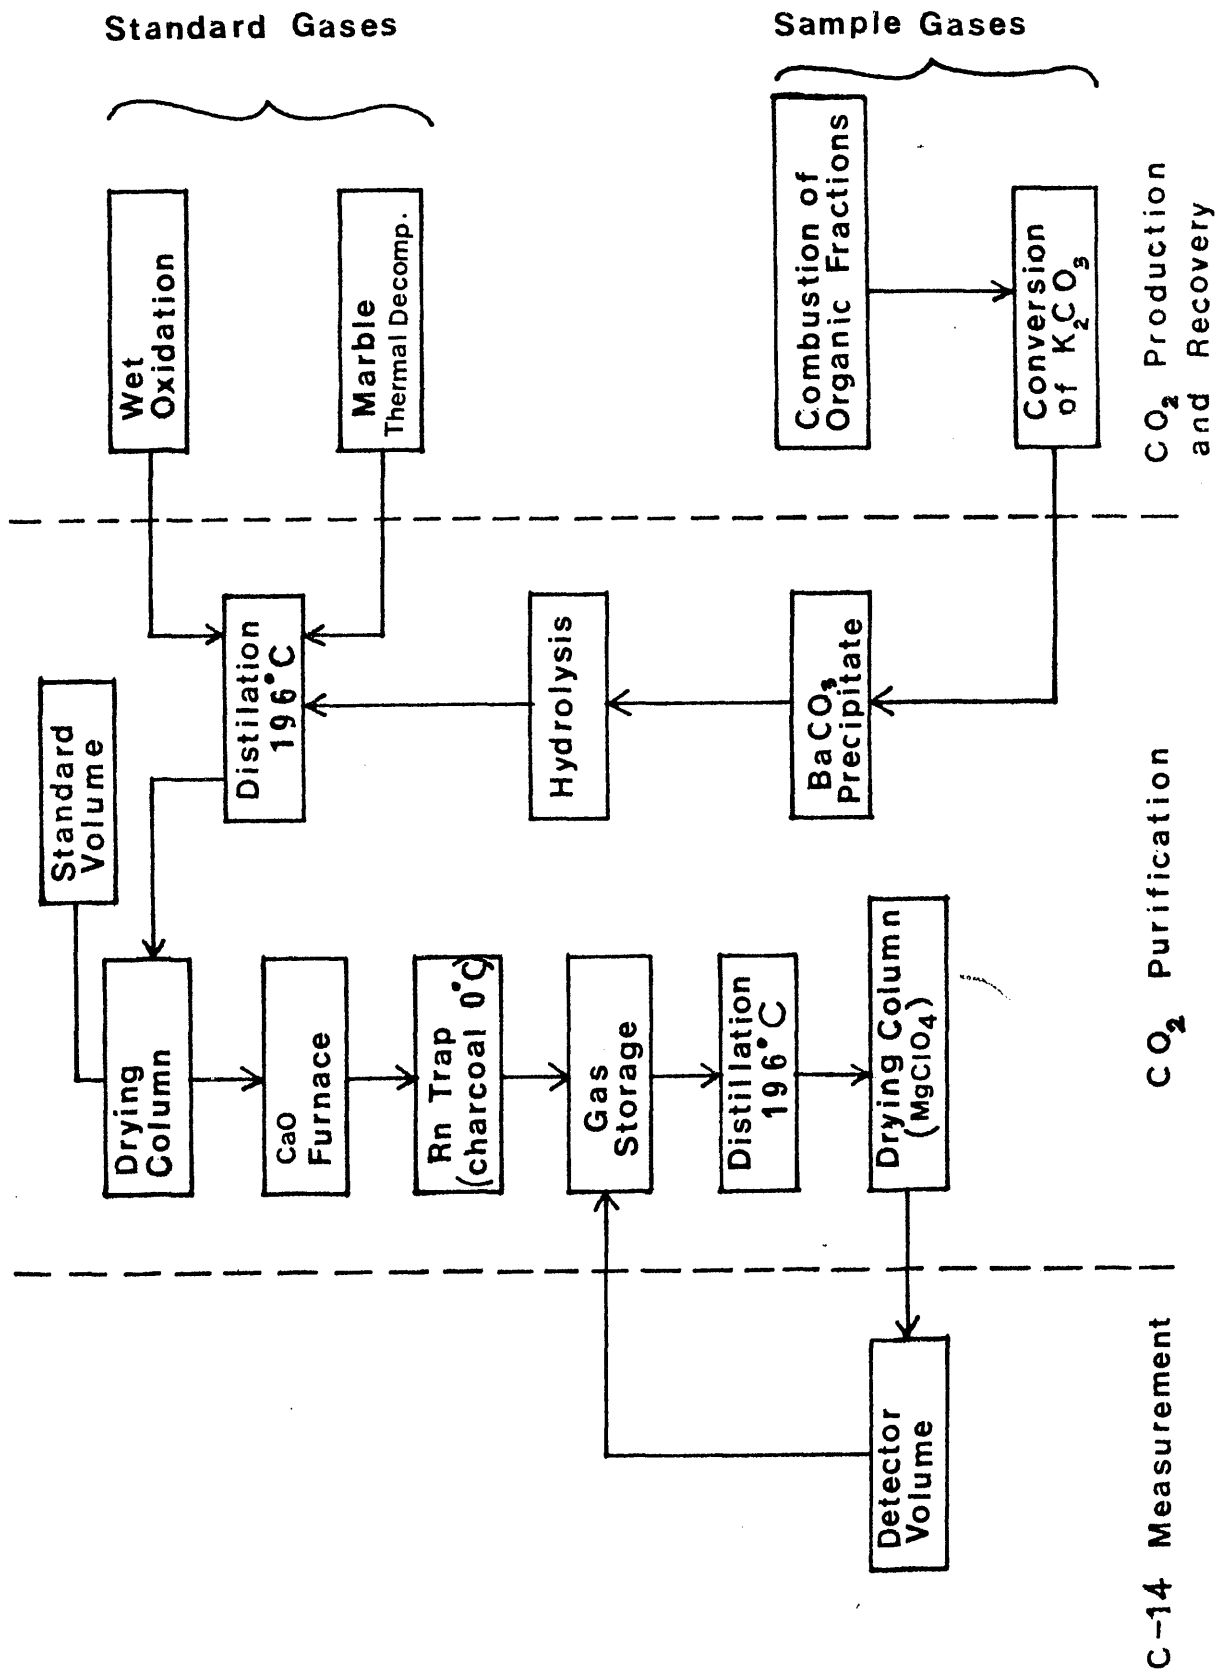 Standard Gases
Sample Gases
Wet
Oxidation
Marble
Thermal Decomp.
Combustion of
Organic Fractions
Conversion
of K₂CO₃
CO₂ Production
and Recovery
Standard
Volume
Distilation
196°C
Hydrolysis
BaCO₃
Precipitate
Drying
Column
CaO
Furnace
Rn Trap
(charcoal 0°C)
Gas
Storage
Distillation
196°C
Drying Column
(MgClO4)
CO₂ Purification
Detector
Volume
C-14 Measurement